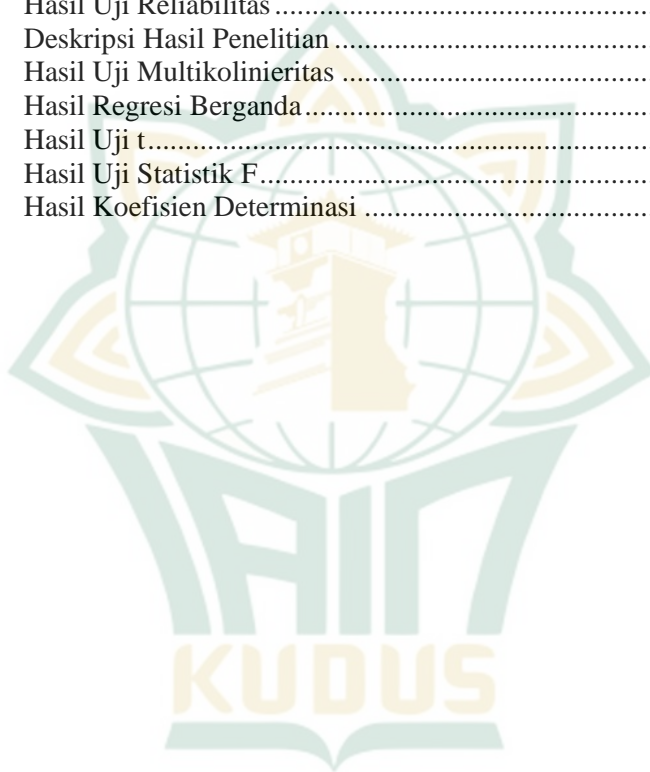 Hasil Uji Reliabilitas.............................................................
Deskripsi Hasil Penelitian....................................................
Hasil Uji Multikolinieritas ...................................................
Hasil Regresi Berganda.........................................................
Hasil Uji t................................................................................
Hasil Uji Statistik F...............................................................
Hasil Koefisien Determinasi ................................................
IAIN
KUDUS